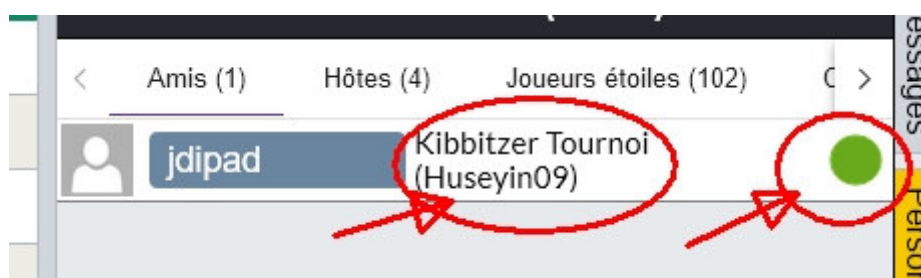 Amis (1) Hôtes (4) Joueurs étoiles (102)
jdipad
Kibbitzer Tournoi
(Huseyin09)
essages
Perso